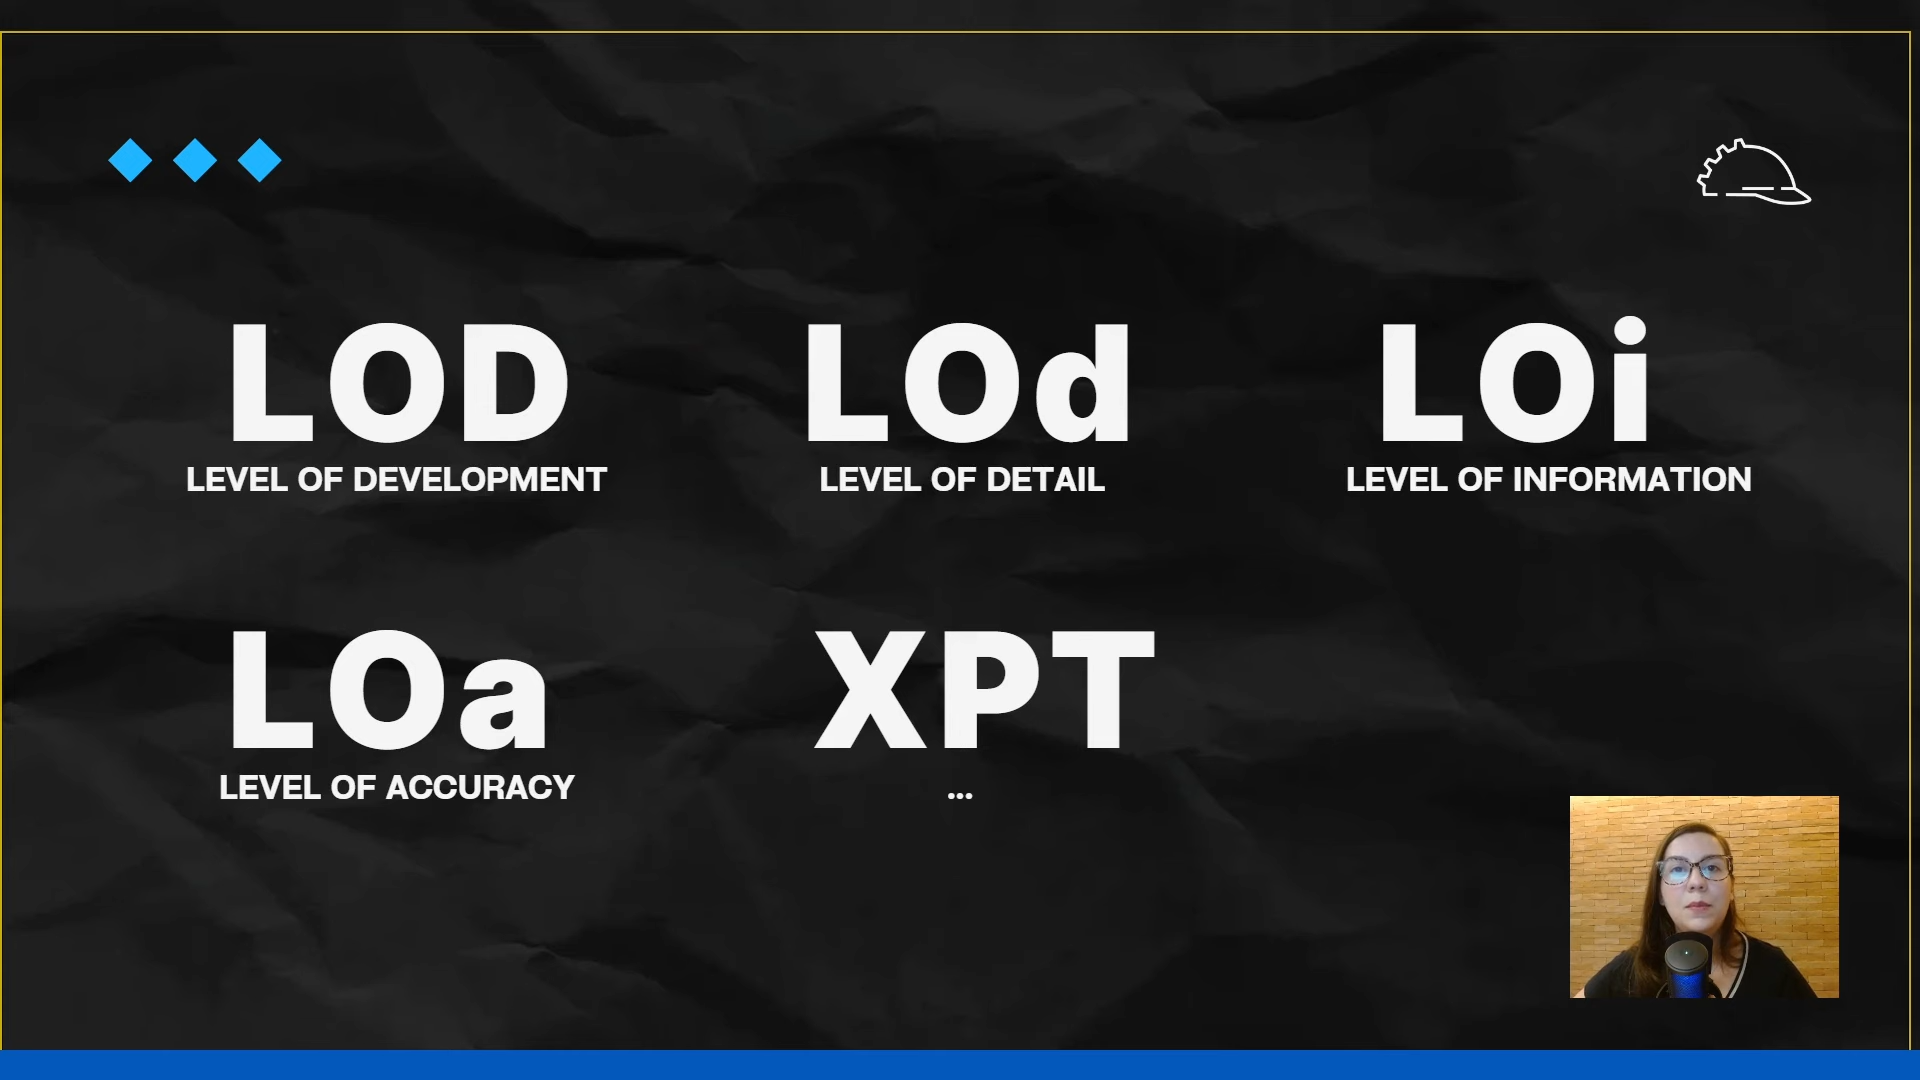 LOD
LEVEL OF DEVELOPMENT
LOd
LEVEL OF DETAIL
LOi
LEVEL OF INFORMATION
LOa
LEVEL OF ACCURACY
XPT
...